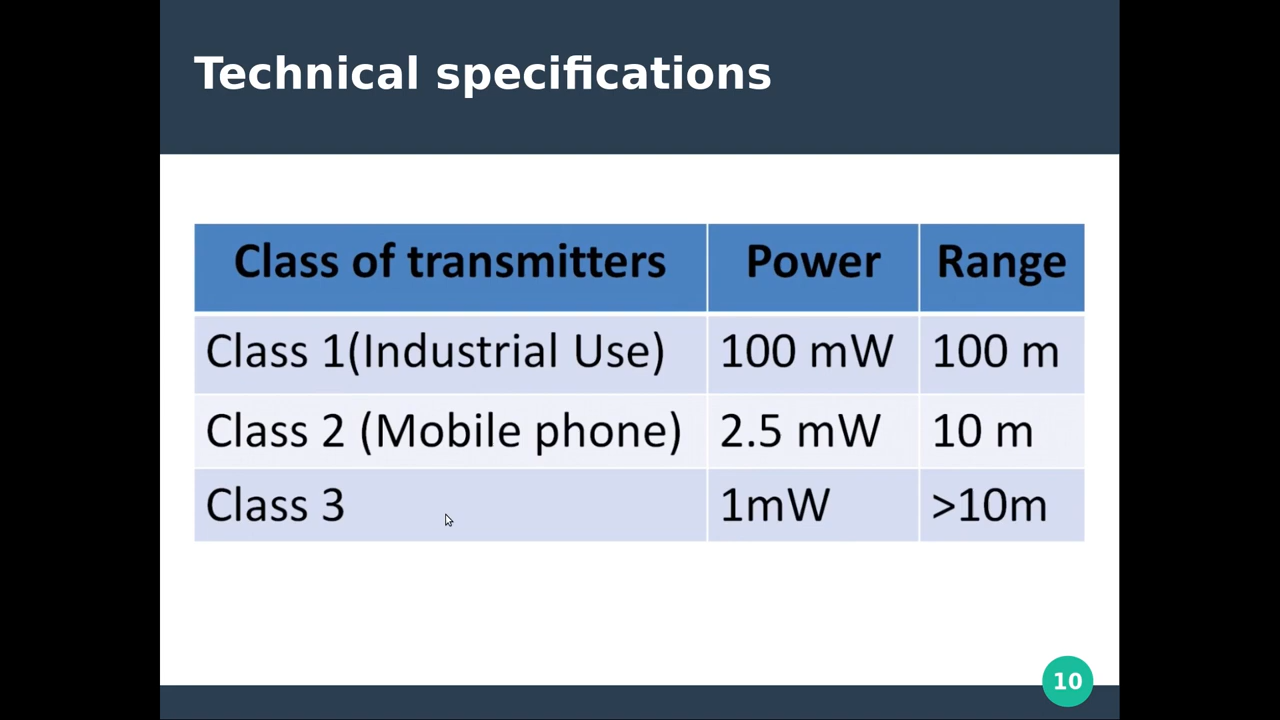 Technical specifications
Class of transmitters Power Range
Class 1(Industrial Use) 100 mW 100 m
Class 2 (Mobile phone) 2.5 mW 10 m
Class 3 1mW >10m
10